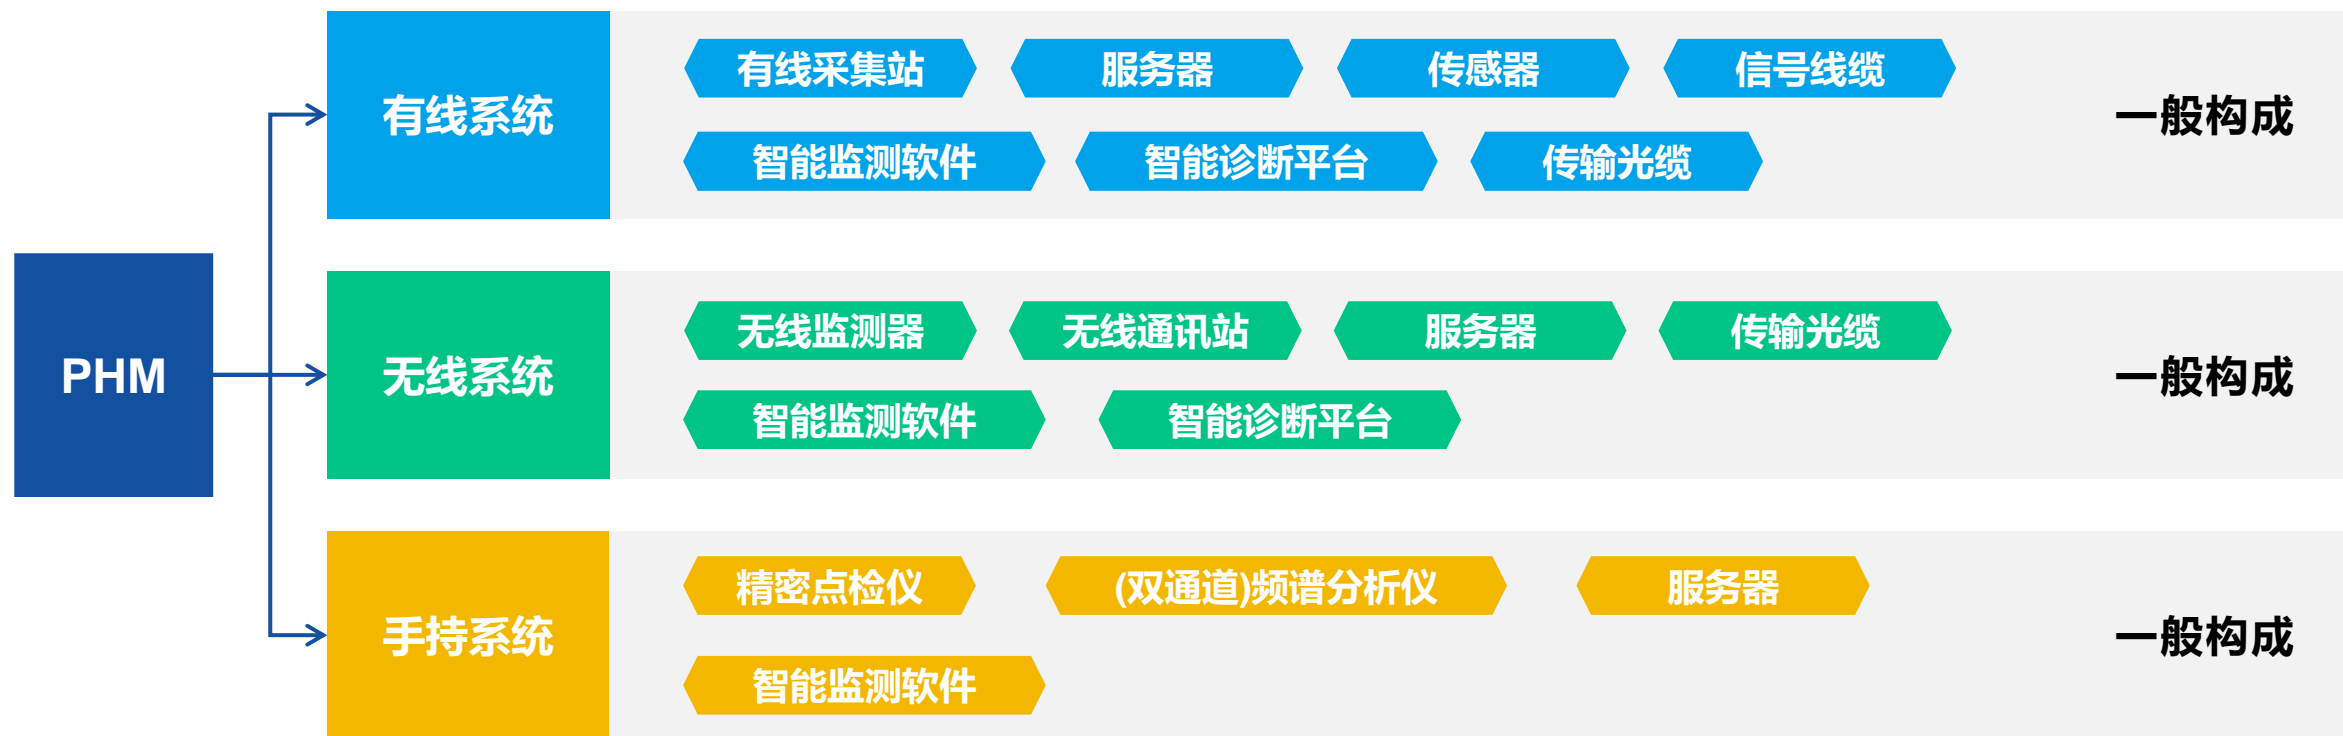 PHM
有线系统
有线采集站 服务器 传感器 信号线缆
智能监测软件 智能诊断平台 传输光缆
一般构成
无线系统
无线监测器 无线通讯站 服务器 传输光缆
智能监测软件 智能诊断平台
一般构成
手持系统
精密点检仪 (双通道)频谱分析仪 服务器
智能监测软件
一般构成